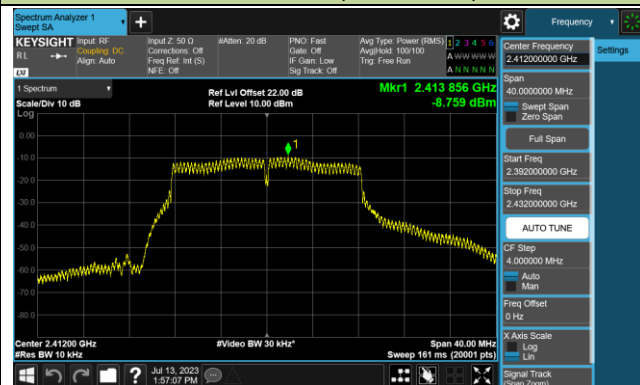 Spectrum Analyzer 1
Swept SA
Frequency
KEYSIGHT
Input: RF
Coupling: DC
Align: Auto
Input Z: 50 Ω
Corrections: Off
Freq Ref: Int (S)
NFE: Off
#Atten: 20 dB
PNO: Fast
Gate: Off
IF Gain: Low
Sig Track: Off
Avg Type: Power (RMS)
Avg|Hold: 100/100
Trig: Free Run
1 2 3 4 5 6
A W W W W W
A N N N N N
RL
LXI
1 Spectrum
Scale/Div 10 dB
Log
Ref Lvl Offset 22.00 dB
Ref Level 10.00 dBm
Mkr1 2.413 856 GHz
-8.759 dBm
1
0.00
-10.0
-20.0
-30.0
-40.0
-50.0
-60.0
-70.0
-80.0
Center 2.41200 GHz
#Res BW 10 kHz
#Video BW 30 kHz*
Span 40.00 MHz
Sweep 161 ms (20001 pts)
Center Frequency
2.412000000 GHz
Settings
Span
40.0000000 MHz
Swept Span
Zero Span
Full Span
Start Freq
2.392000000 GHz
Stop Freq
2.432000000 GHz
AUTO TUNE
CF Step
4.000000 MHz
Auto
Man
Freq Offset
0 Hz
X Axis Scale
Log
Lin
Signal Track
(Span Zoom)
Jul 13, 2023
1:57:07 PM